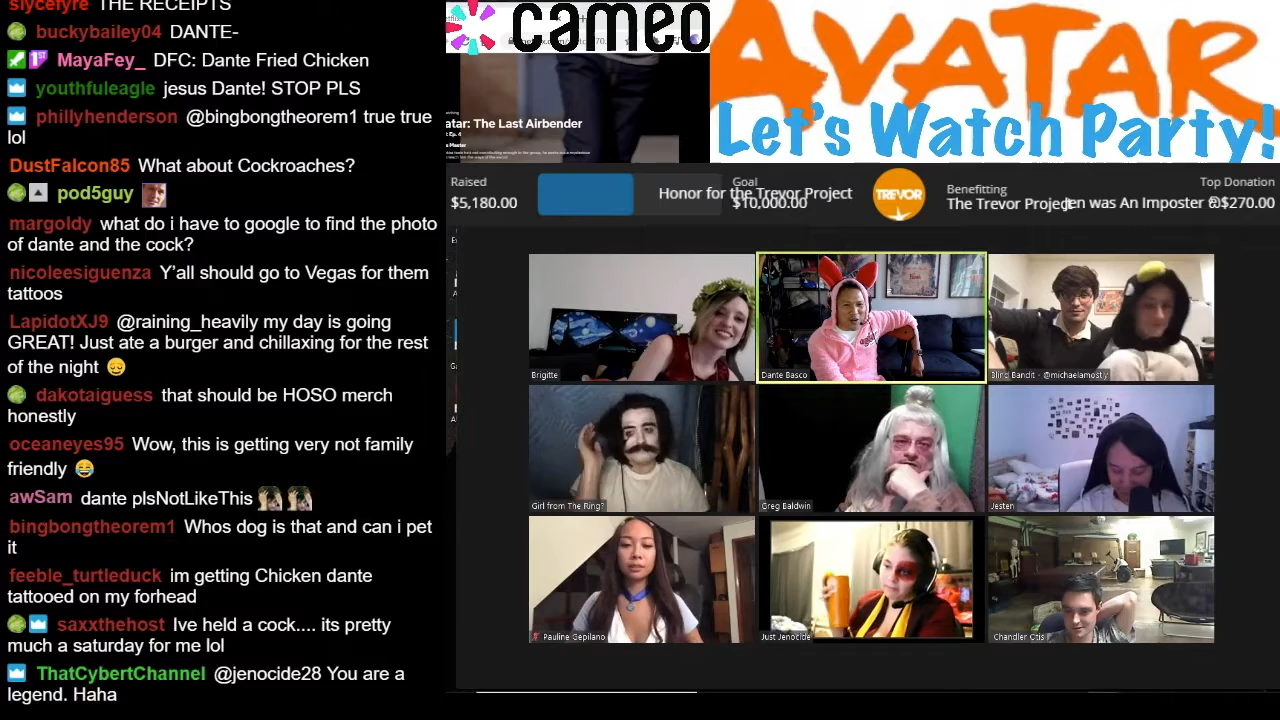 slycefyre THE RECEIPTS
buckybailey04 DANTE-
MayaFey_ DFC: Dante Fried Chicken
youthfuleagle jesus Dante! STOP PLS
phillyhenderson @bingbongtheorem1 true true
lol
DustFalcon85 What about Cockroaches?
pod5guy
margoldy what do i have to google to find the photo
of dante and the cock?
nicoleesiguenza Y'all should go to Vegas for them
tattoos
LapidotXJ9 @raining_heavily my day is going
GREAT! Just ate a burger and chillaxing for the rest
of the night 😌
dakotaiguess that should be HOSO merch
honestly
oceaneyes95 Wow, this is getting very not family
friendly 😂
awSam dante plsNotLikeThis
bingbongtheorem1 Whos dog is that and can i pet
it
feeble_turtleduck im getting Chicken dante
tattooed on my forhead
saxxthehost Ive held a cock.... its pretty
much a saturday for me lol
ThatCybertChannel @jenocide28 You are a
legend. Haha
cameo
atar: The Last Airbender
AVATAR
Let's Watch Party!
Raised
$5,180.00
Honor for the Trevor Project
Goal
$10,000.00
TREVOR
Benefitting
The Trevor Project
Jen was An Imposter
Top Donation
$270.00
Brigitte
Dante Basco
Blind Bandit - @michaelamostly
Girl from The Ring?
Greg Baldwin
Jesten
Pauline Gepilano
Just Jenocide
Chandler Otis